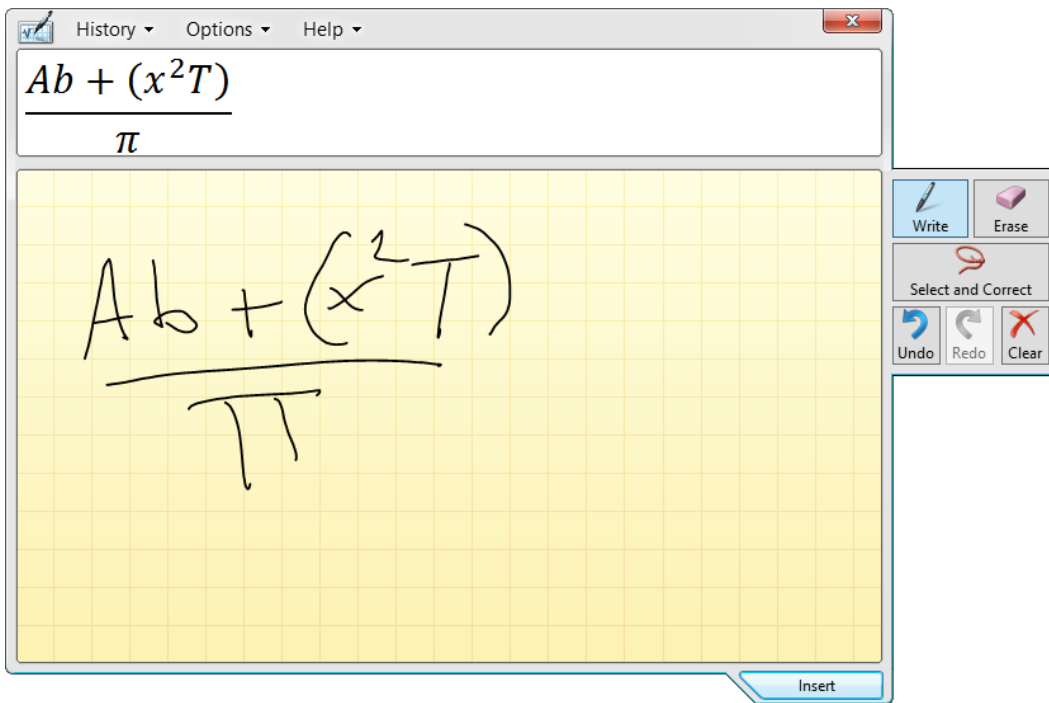 History Options Help
Ab + (x²T)
π
Ab + (x²T)
π
Write Erase
Select and Correct
Undo Redo Clear
Insert